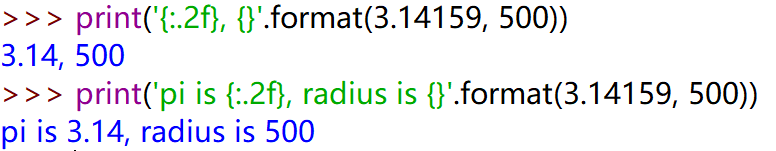 >>> print('{:.2f}, {}'.format(3.14159, 500))
3.14, 500
>>> print('pi is {:.2f}, radius is {}'.format(3.14159, 500))
pi is 3.14, radius is 500